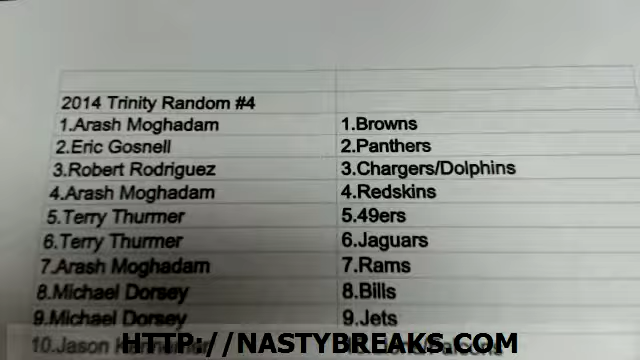 2014 Trinity Random #4
1.Arash Moghadam 1.Browns
2.Eric Gosnell 2.Panthers
3.Robert Rodriguez 3.Chargers/Dolphins
4.Arash Moghadam 4.Redskins
5.Terry Thurmer 5.49ers
6.Terry Thurmer 6.Jaguars
7.Arash Moghadam 7.Rams
8.Michael Dorsey 8.Bills
9.Michael Dorsey 9.Jets
10.Jason
HTTP://NASTYBREAKS.COM